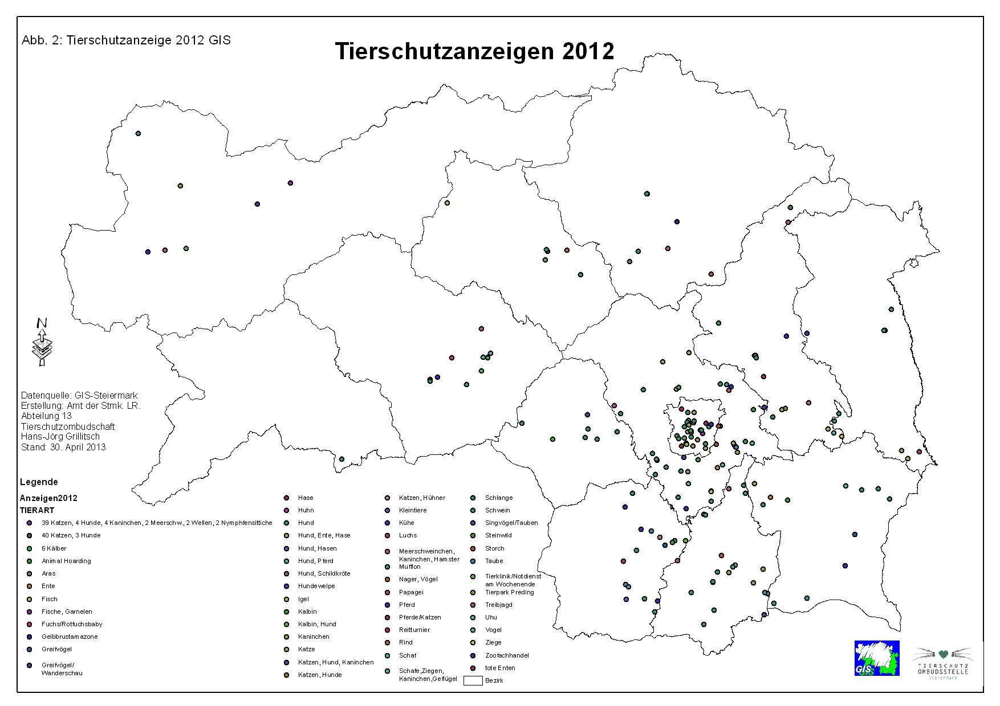 Abb. 2: Tierschutzanzeige 2012 GIS
Tierschutzanzeigen 2012
N
Datenquelle: GIS-Steiermark
Erstellung: Amt der Stmk. LR.
Abteilung 13
Tierschutzombudschaft
Hans-Jörg Grillitsch
Stand: 30. April 2013
Legende
Anzeigen2012
TIERART
39 Katzen, 4 Hunde, 4 Kaninchen, 2 Meerschw., 2 Wellen, 2 Nymphfensittiche
40 Katzen, 3 Hunde
6 Kälber
Animal Hoarding
Aras
Ente
Fisch
Fische, Garnelen
Fuchs/Rotfuchsbaby
Gelbbrustamazone
Greifvögel
Greifvögel/
Wanderschau
Hase
Huhn
Hund
Hund, Ente, Hase
Hund, Hasen
Hund, Pferd
Hund, Schildkröte
Hundewelpe
Igel
Kalbin
Kalbin, Hund
Kaninchen
Katze
Katzen, Hund, Kaninchen
Katzen, Hunde
Katzen, Hühner
Kleintiere
Kühe
Luchs
Meerschweinchen,
Kaninchen, Hamster
Mufflon
Nager, Vögel
Papagei
Pferd
Pferde/Katzen
Reitturnier
Rind
Schaf
Schafe,Ziegen,
Kaninchen,Geflügel
Schlange
Schwein
Singvögel/Tauben
Steinwild
Storch
Taube
Tierklinik/Notdienst
am Wochenende
Tierpark Preding
Treibjagd
Uhu
Vogel
Ziege
Zoofachhandel
tote Enten
Bezirk
GIS
GIS
TIERSCHUTZ
OMBUDSSTELLE
Steiermark